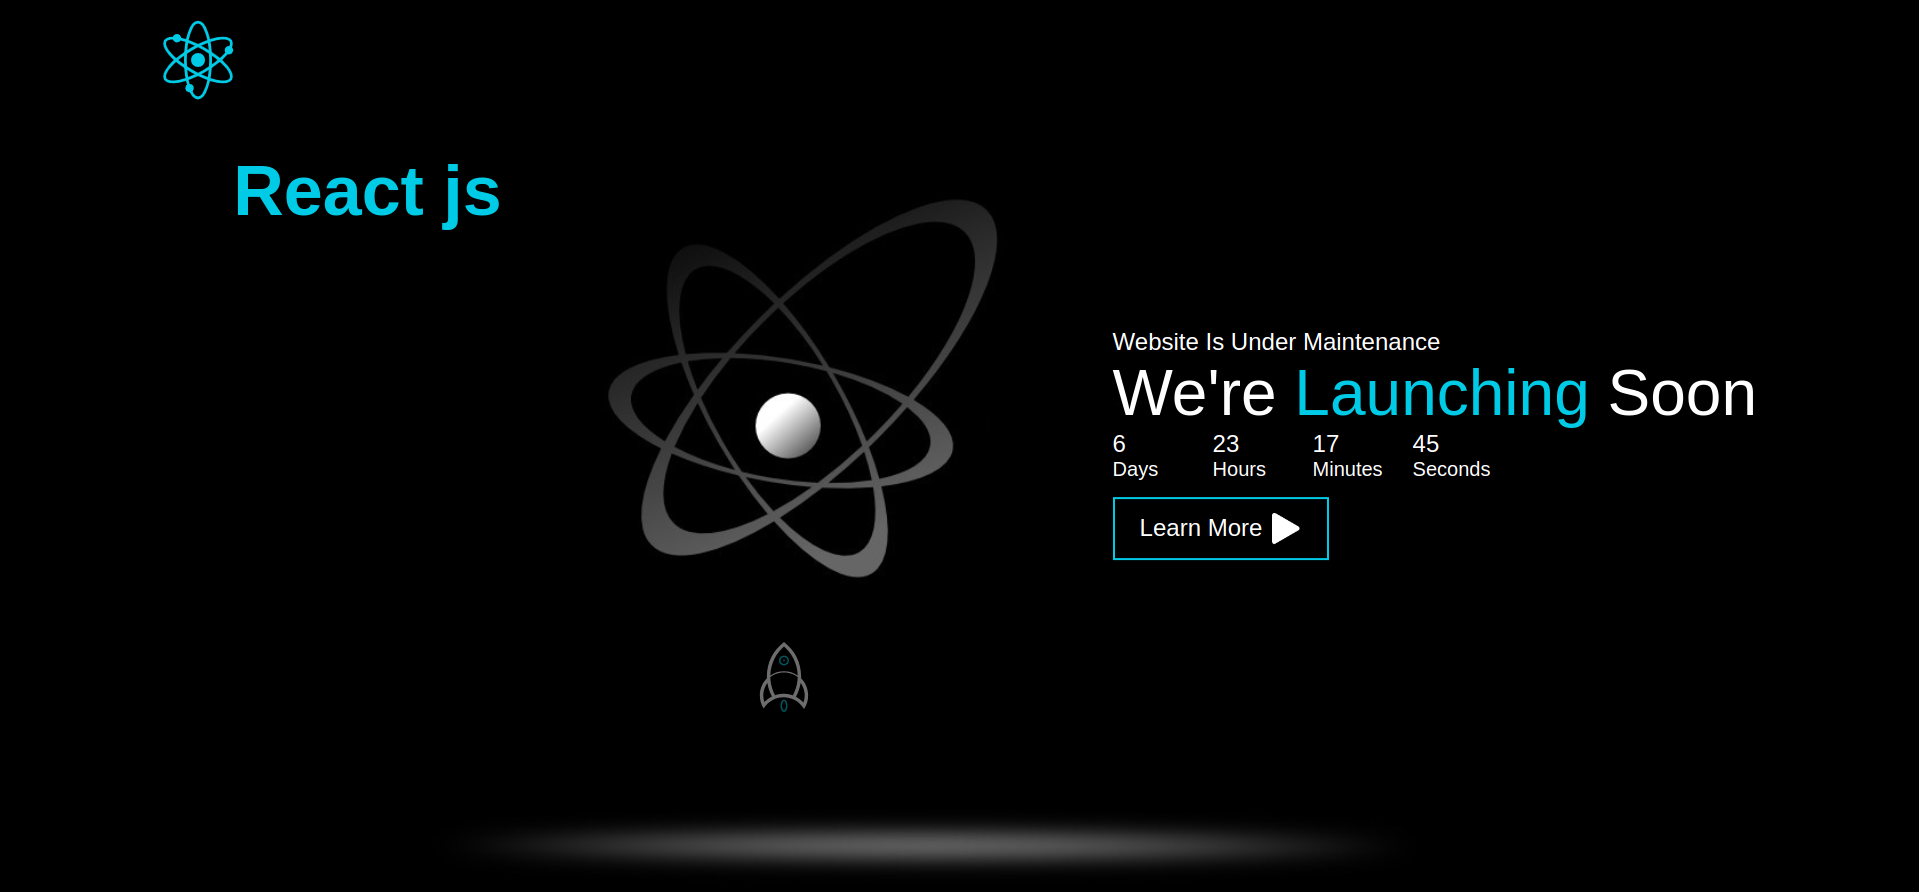 React js
Website Is Under Maintenance
We're Launching Soon
6 23 17 45
Days Hours Minutes Seconds
Learn More